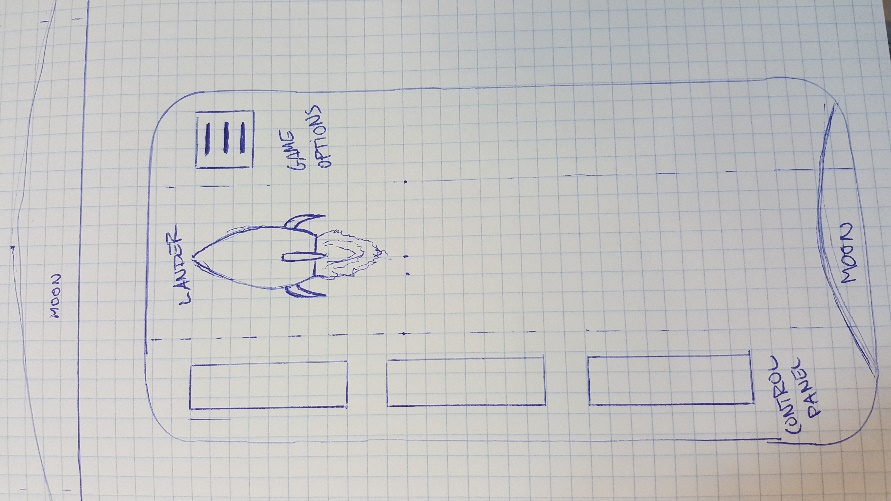 MOON
GAME
OPTIONS
LANDER
MOON
CONTROL
PANEL